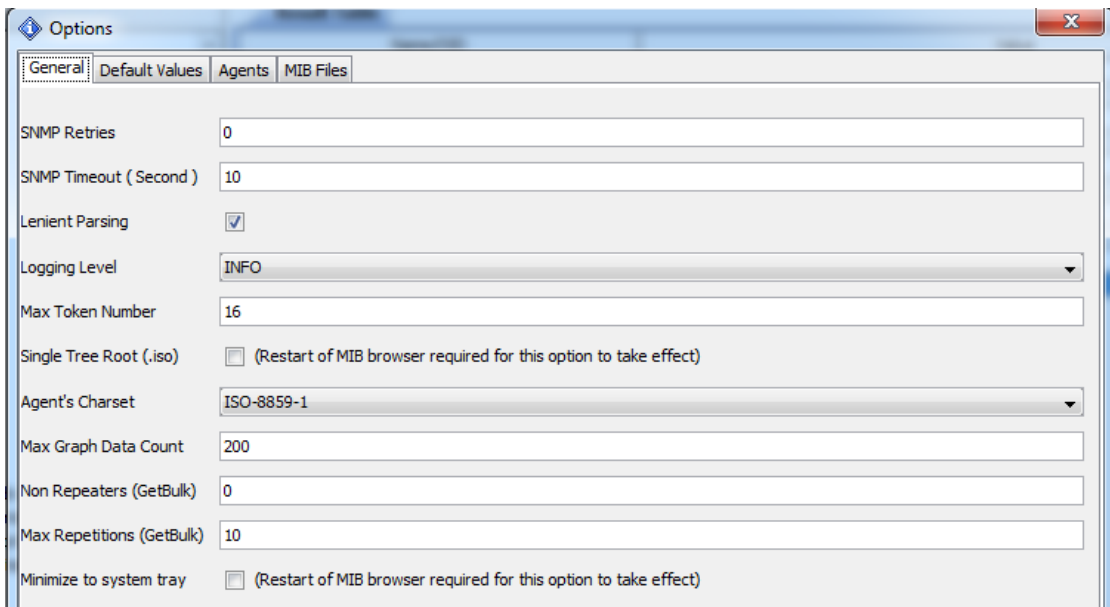 Options
General Default Values Agents MIB Files
SNMP Retries 0
SNMP Timeout ( Second ) 10
Lenient Parsing
Logging Level INFO
Max Token Number 16
Single Tree Root (.iso) (Restart of MIB browser required for this option to take effect)
Agent's Charset ISO-8859-1
Max Graph Data Count 200
Non Repeaters (GetBulk) 0
Max Repetitions (GetBulk) 10
Minimize to system tray (Restart of MIB browser required for this option to take effect)